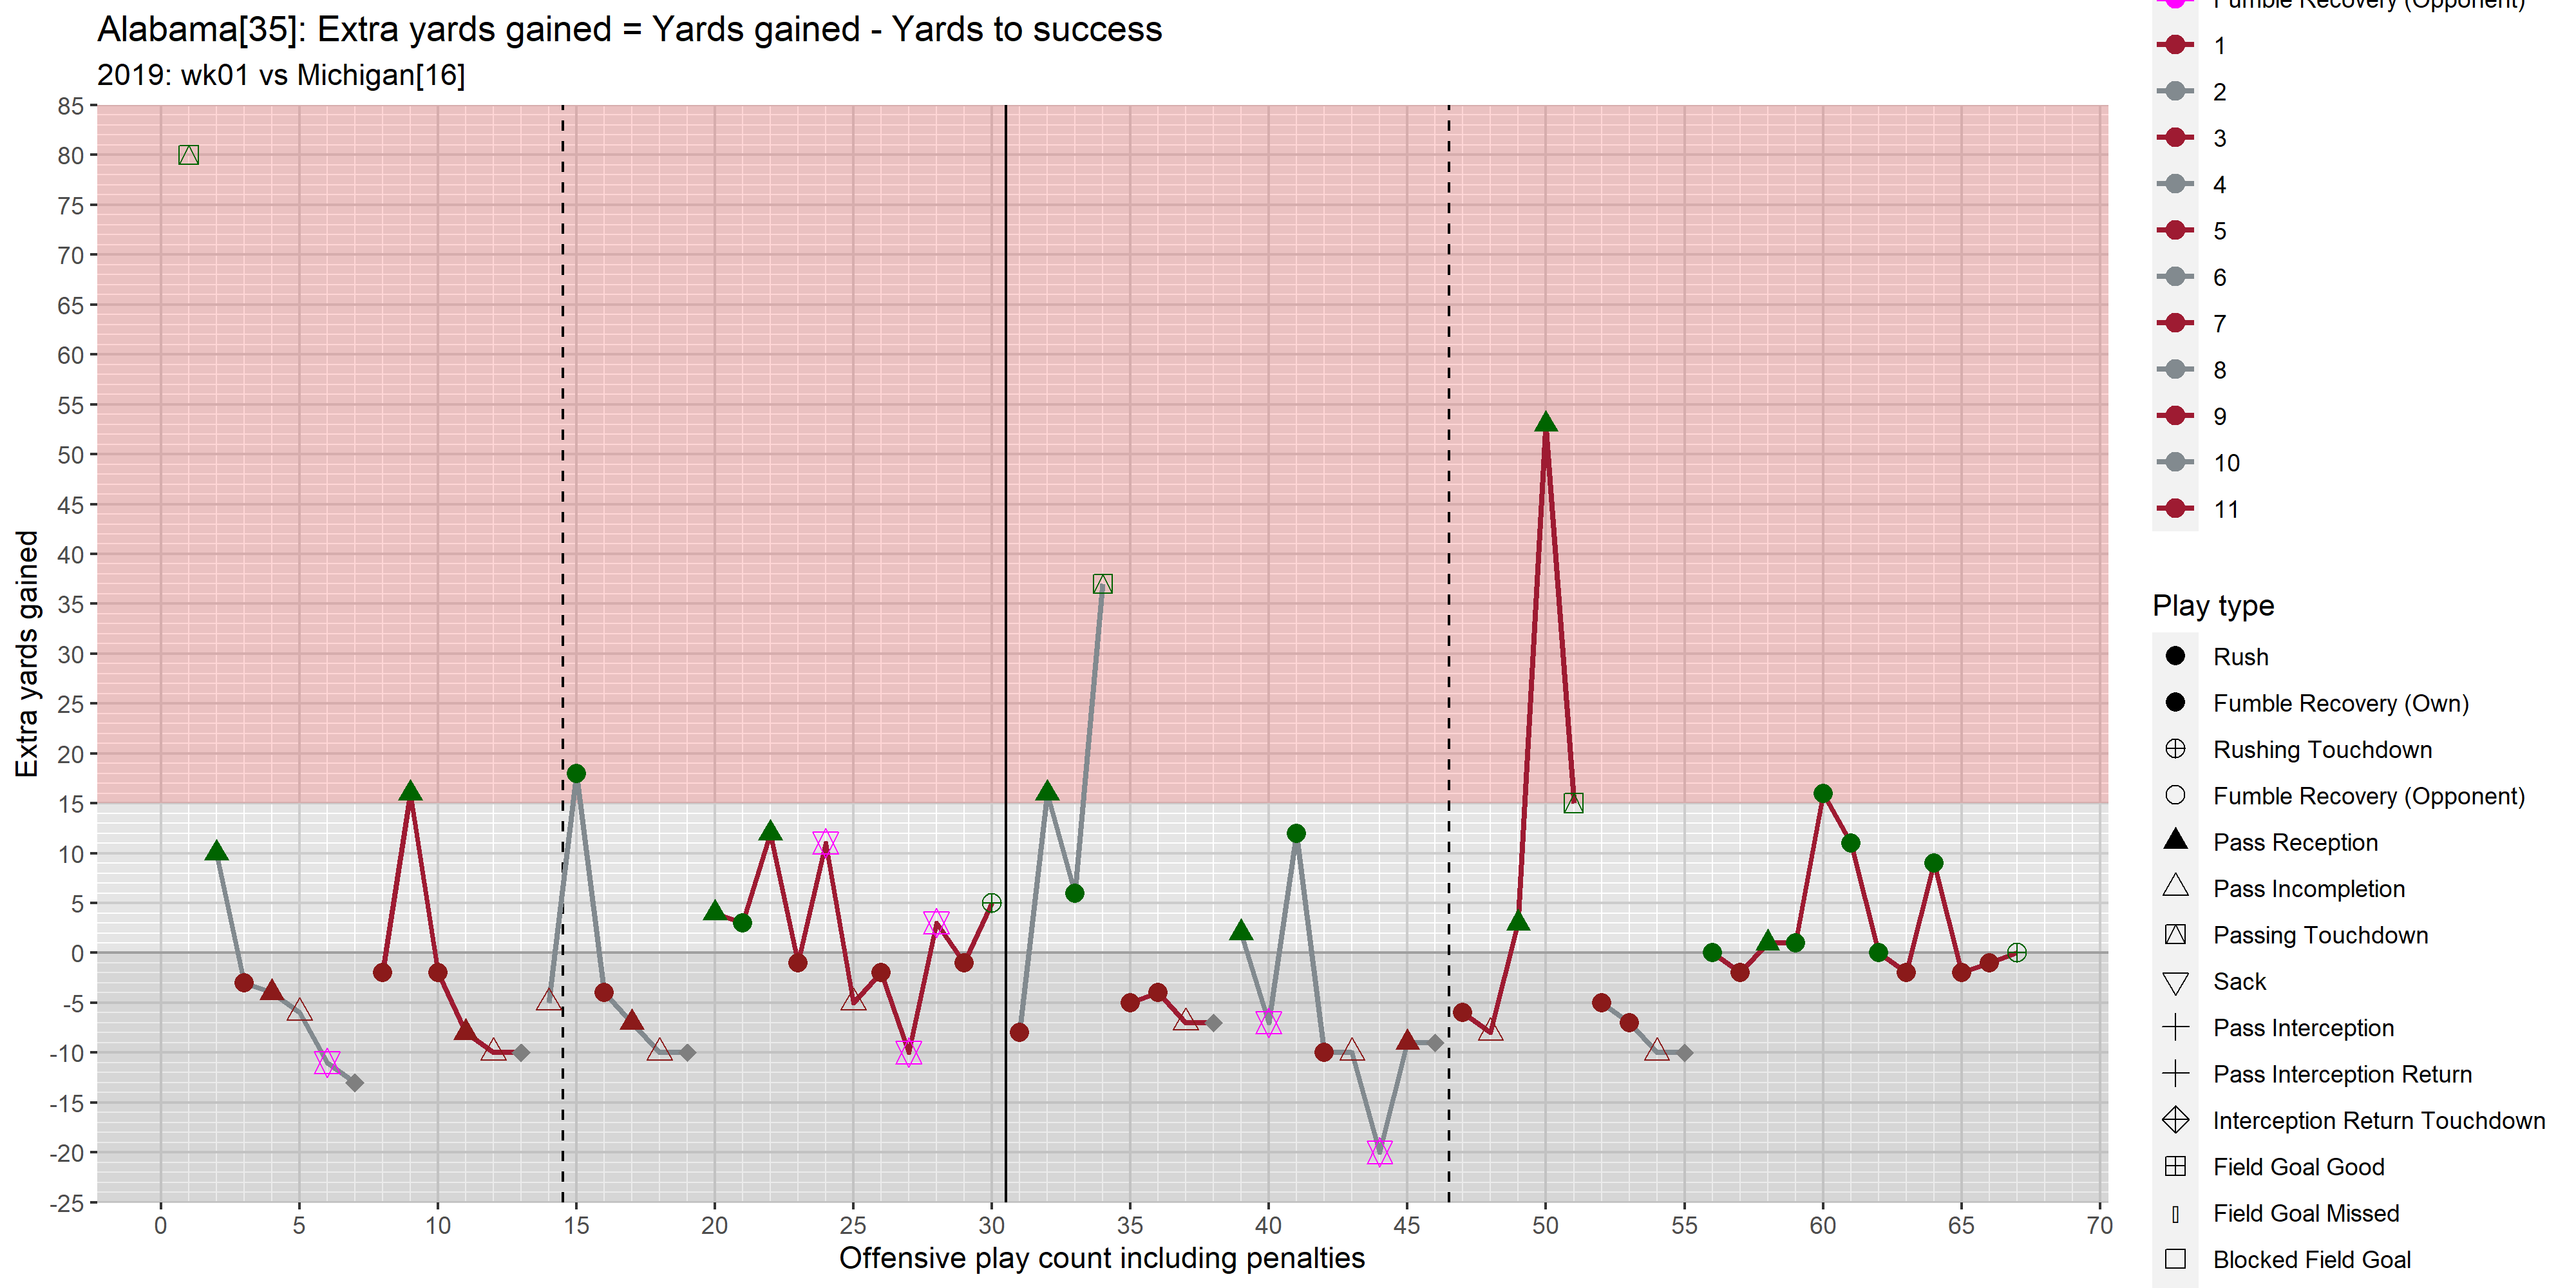 Alabama[35]: Extra yards gained = Yards gained - Yards to success
2019: wk01 vs Michigan[16]
Extra yards gained
85
80
75
70
65
60
55
50
45
40
35
30
25
20
15
10
5
0
-5
-10
-15
-20
-25
0 5 10 15 20 25 30 35 40 45 50 55 60 65 70
Offensive play count including penalties
Fumble Recovery (Opponent)
1
2
3
4
5
6
7
8
9
10
11
Play type
Rush
Fumble Recovery (Own)
Rushing Touchdown
Fumble Recovery (Opponent)
Pass Reception
Pass Incompletion
Passing Touchdown
Sack
Pass Interception
Pass Interception Return
Interception Return Touchdown
Field Goal Good
Field Goal Missed
Blocked Field Goal